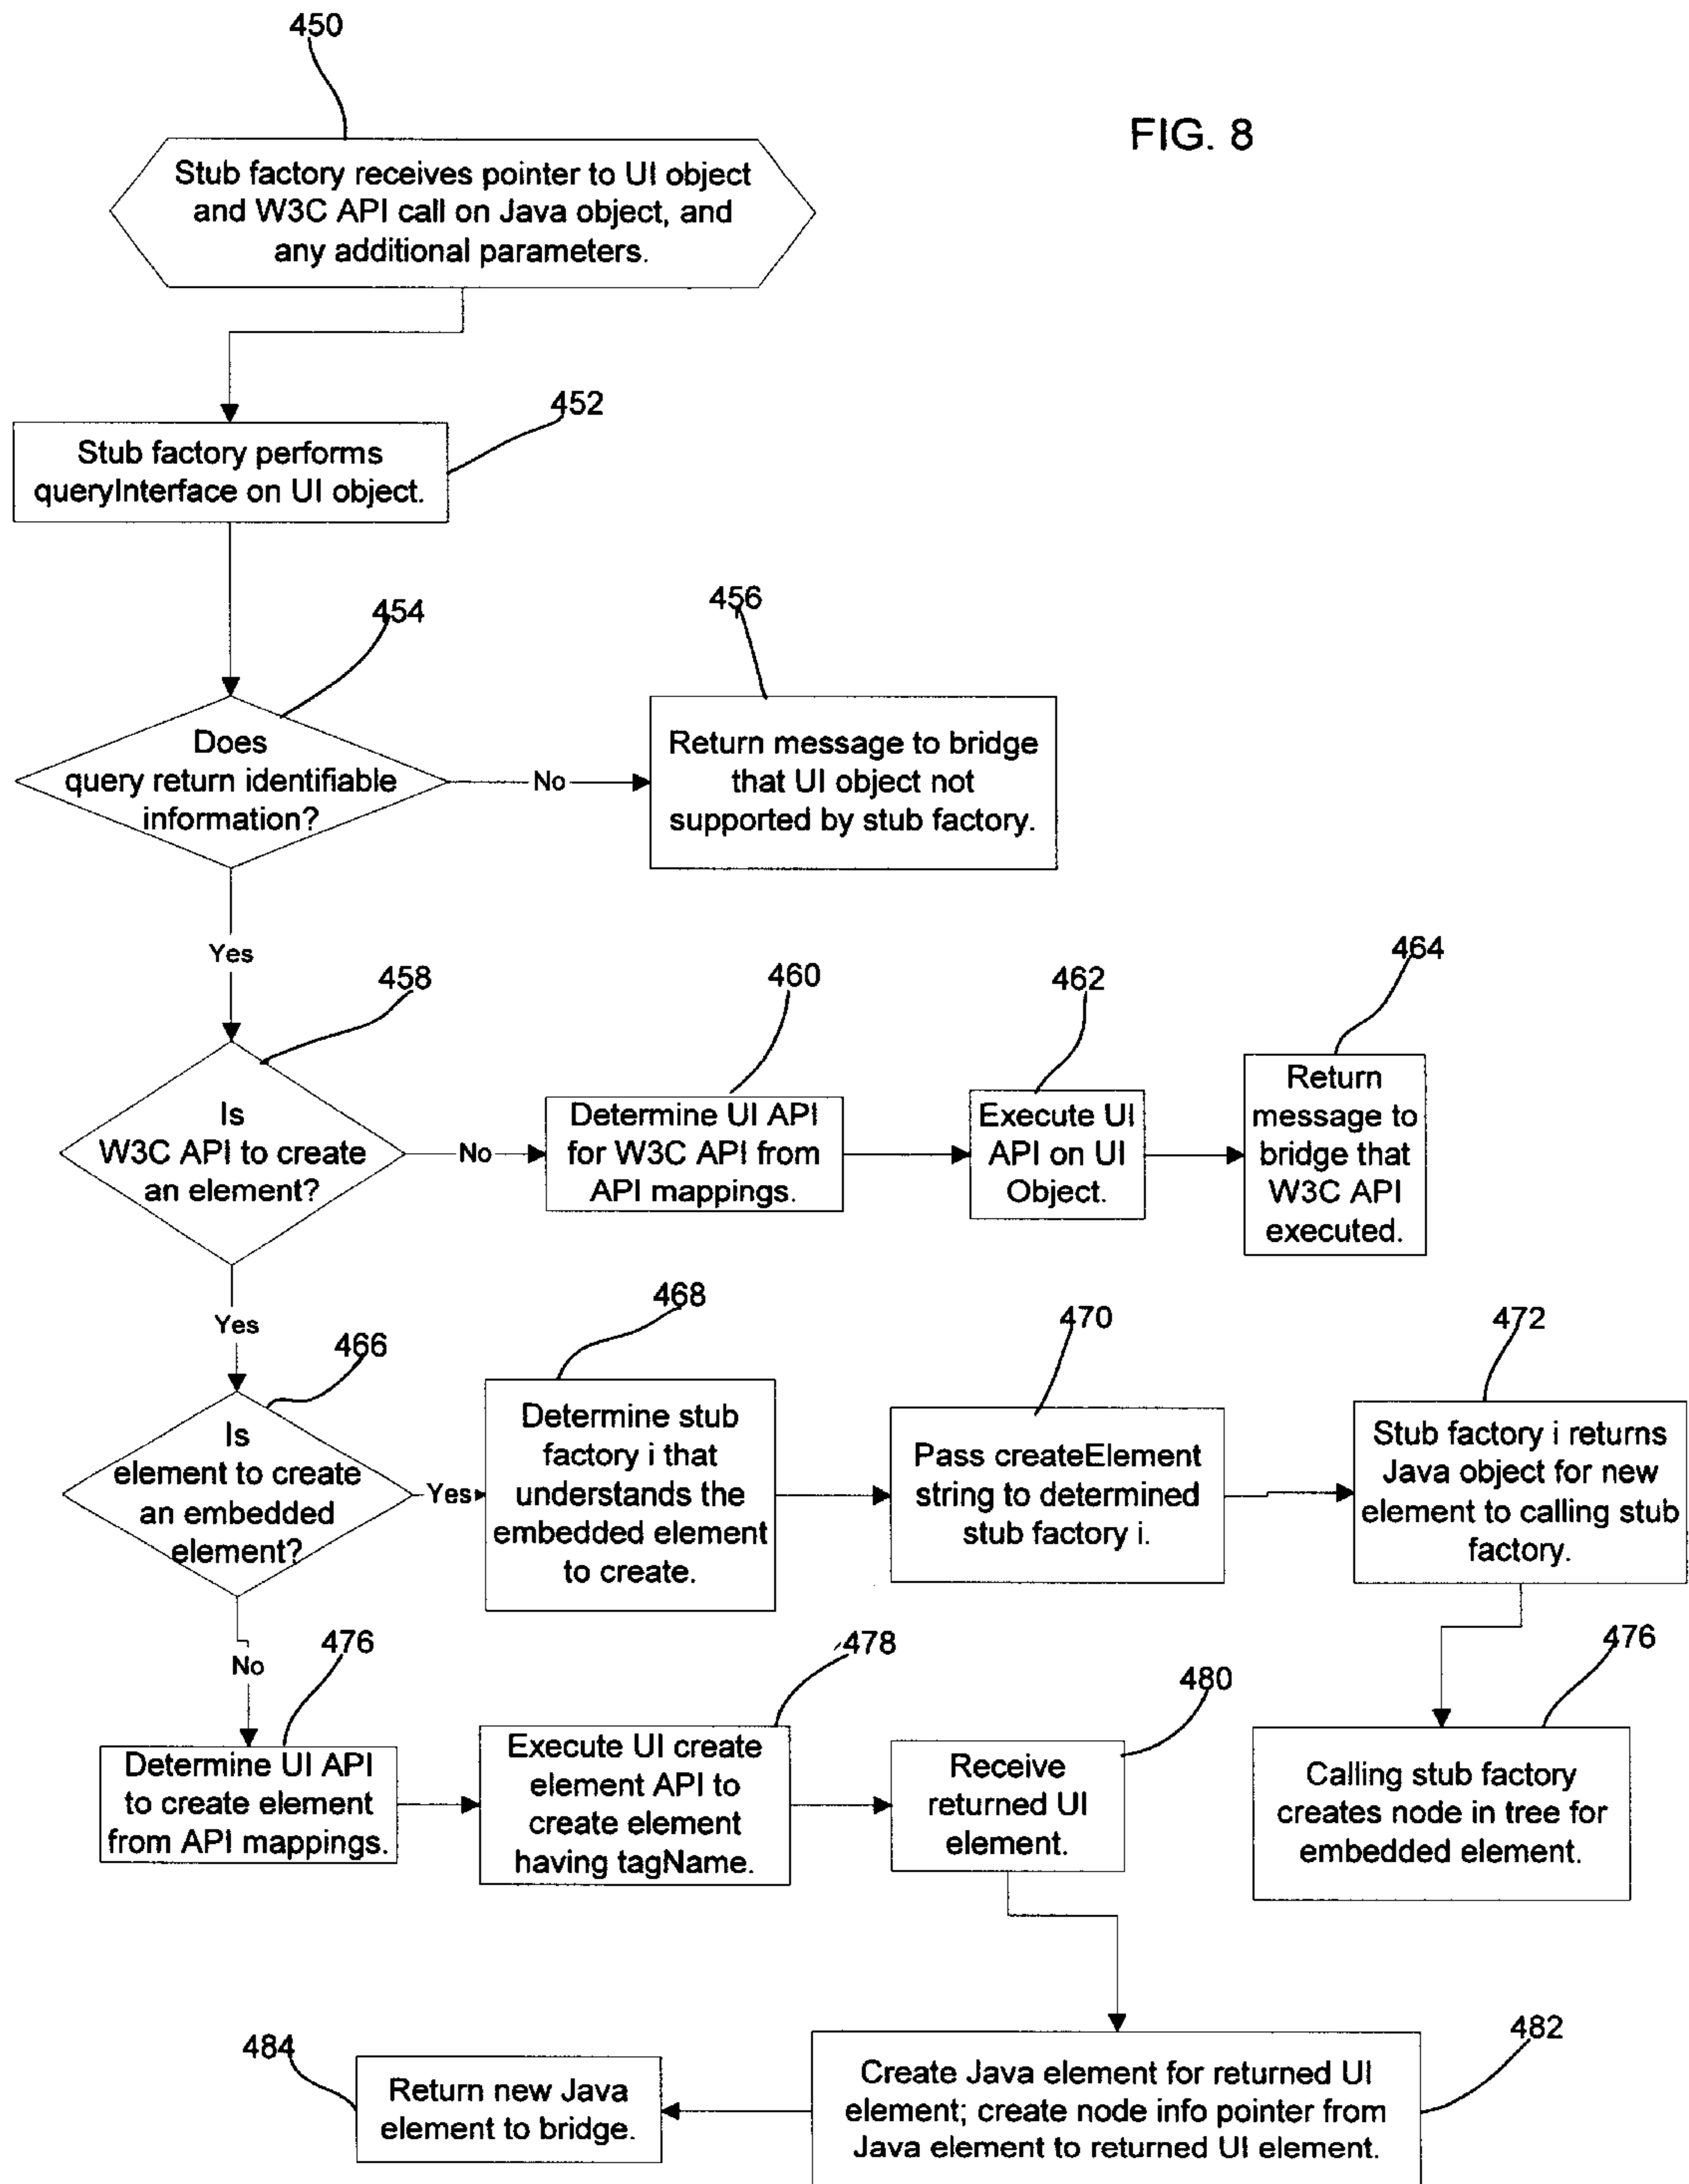 450
FIG. 8
Stub factory receives pointer to UI object
and W3C API call on Java object, and
any additional parameters.
452
Stub factory performs
queryInterface on UI object.
454
456
Does
query return identifiable
information?
No
Return message to bridge
that UI object not
supported by stub factory.
Yes
458
460
462
464
Is
W3C API to create
an element?
No
Determine UI API
for W3C API from
API mappings.
Execute UI
API on UI
Object.
Return
message to
bridge that
W3C API
executed.
Yes
466
468
470
472
Is
element to create
an embedded
element?
Yes
Determine stub
factory i that
understands the
embedded element
to create.
Pass createElement
string to determined
stub factory i.
Stub factory i returns
Java object for new
element to calling stub
factory.
No
476
478
480
476
Determine UI API
to create element
from API mappings.
Execute UI create
element API to
create element
having tagName.
Receive
returned UI
element.
Calling stub factory
creates node in tree for
embedded element.
484
482
Return new Java
element to bridge.
Create Java element for returned UI
element; create node info pointer from
Java element to returned UI element.